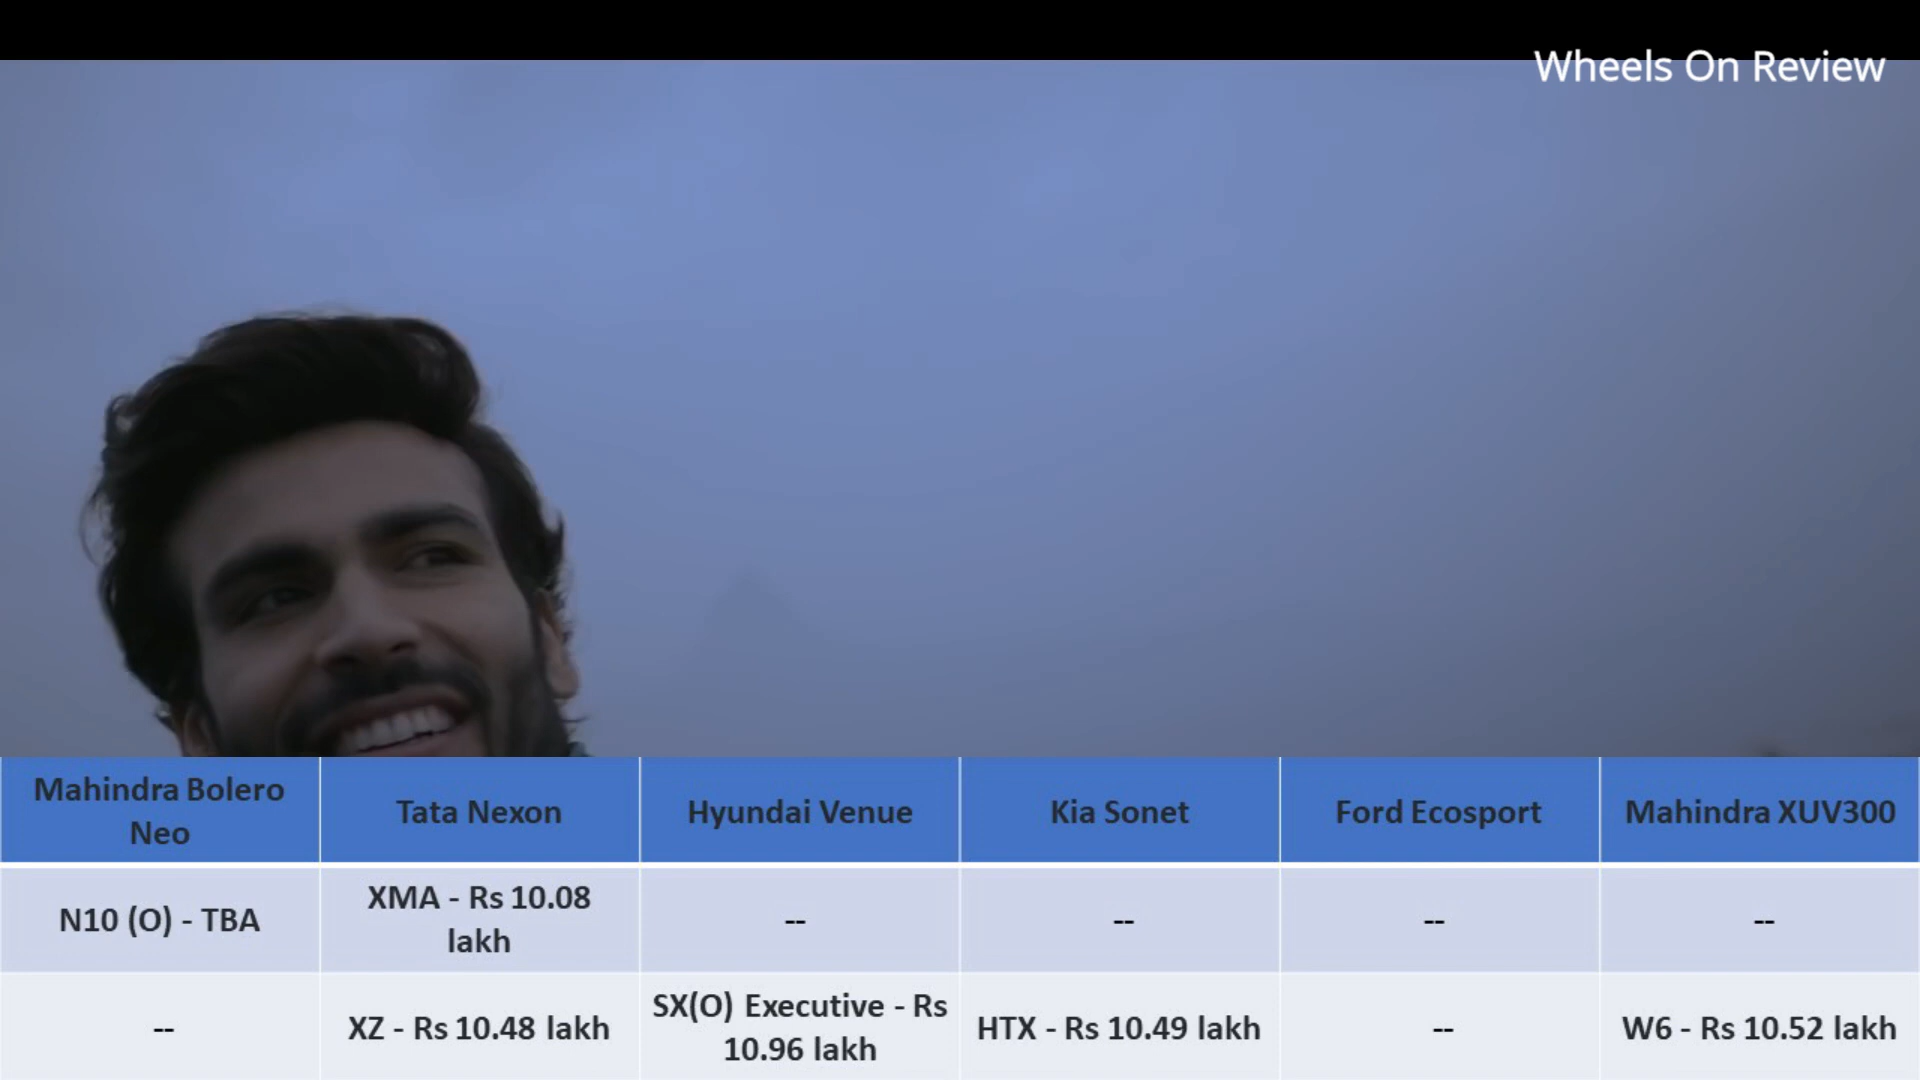 Wheels On Review
Mahindra Bolero
Neo
Tata Nexon
Hyundai Venue
Kia Sonet
Ford Ecosport
Mahindra XUV300
N10 (O) - TBA
XMA - Rs 10.08
lakh
--
--
--
--
--
XZ - Rs 10.48 lakh
SX(O) Executive - Rs
10.96 lakh
HTX - Rs 10.49 lakh
--
W6 - Rs 10.52 lakh